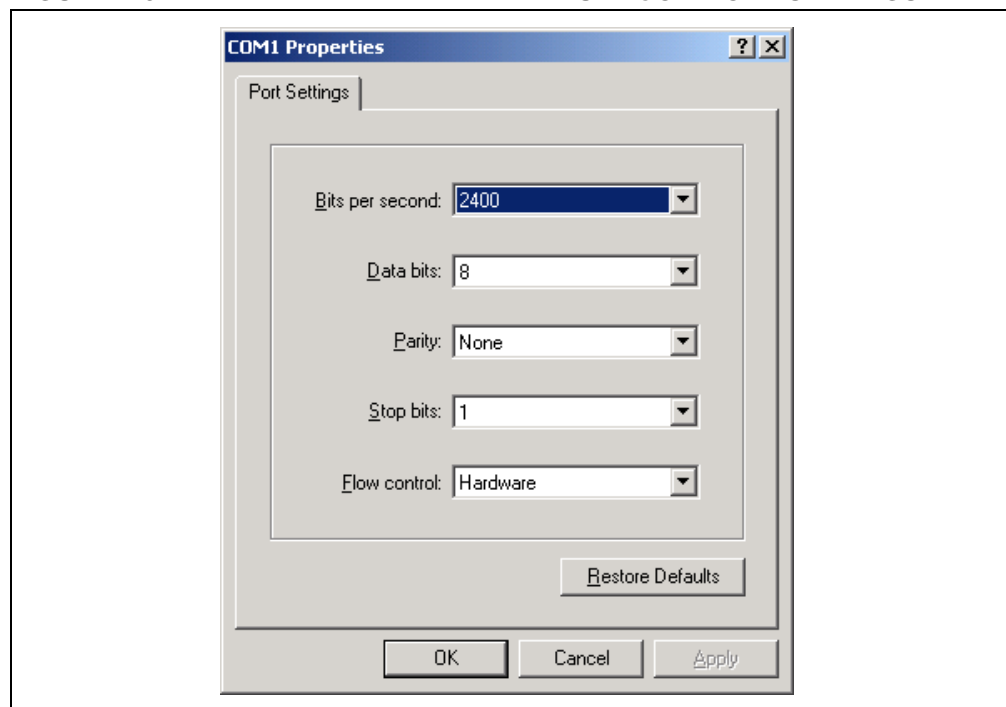 COM1 Properties
Port Settings
Bits per second: 2400
Data bits: 8
Parity: None
Stop bits: 1
Flow control: Hardware
Restore Defaults
OK Cancel Apply